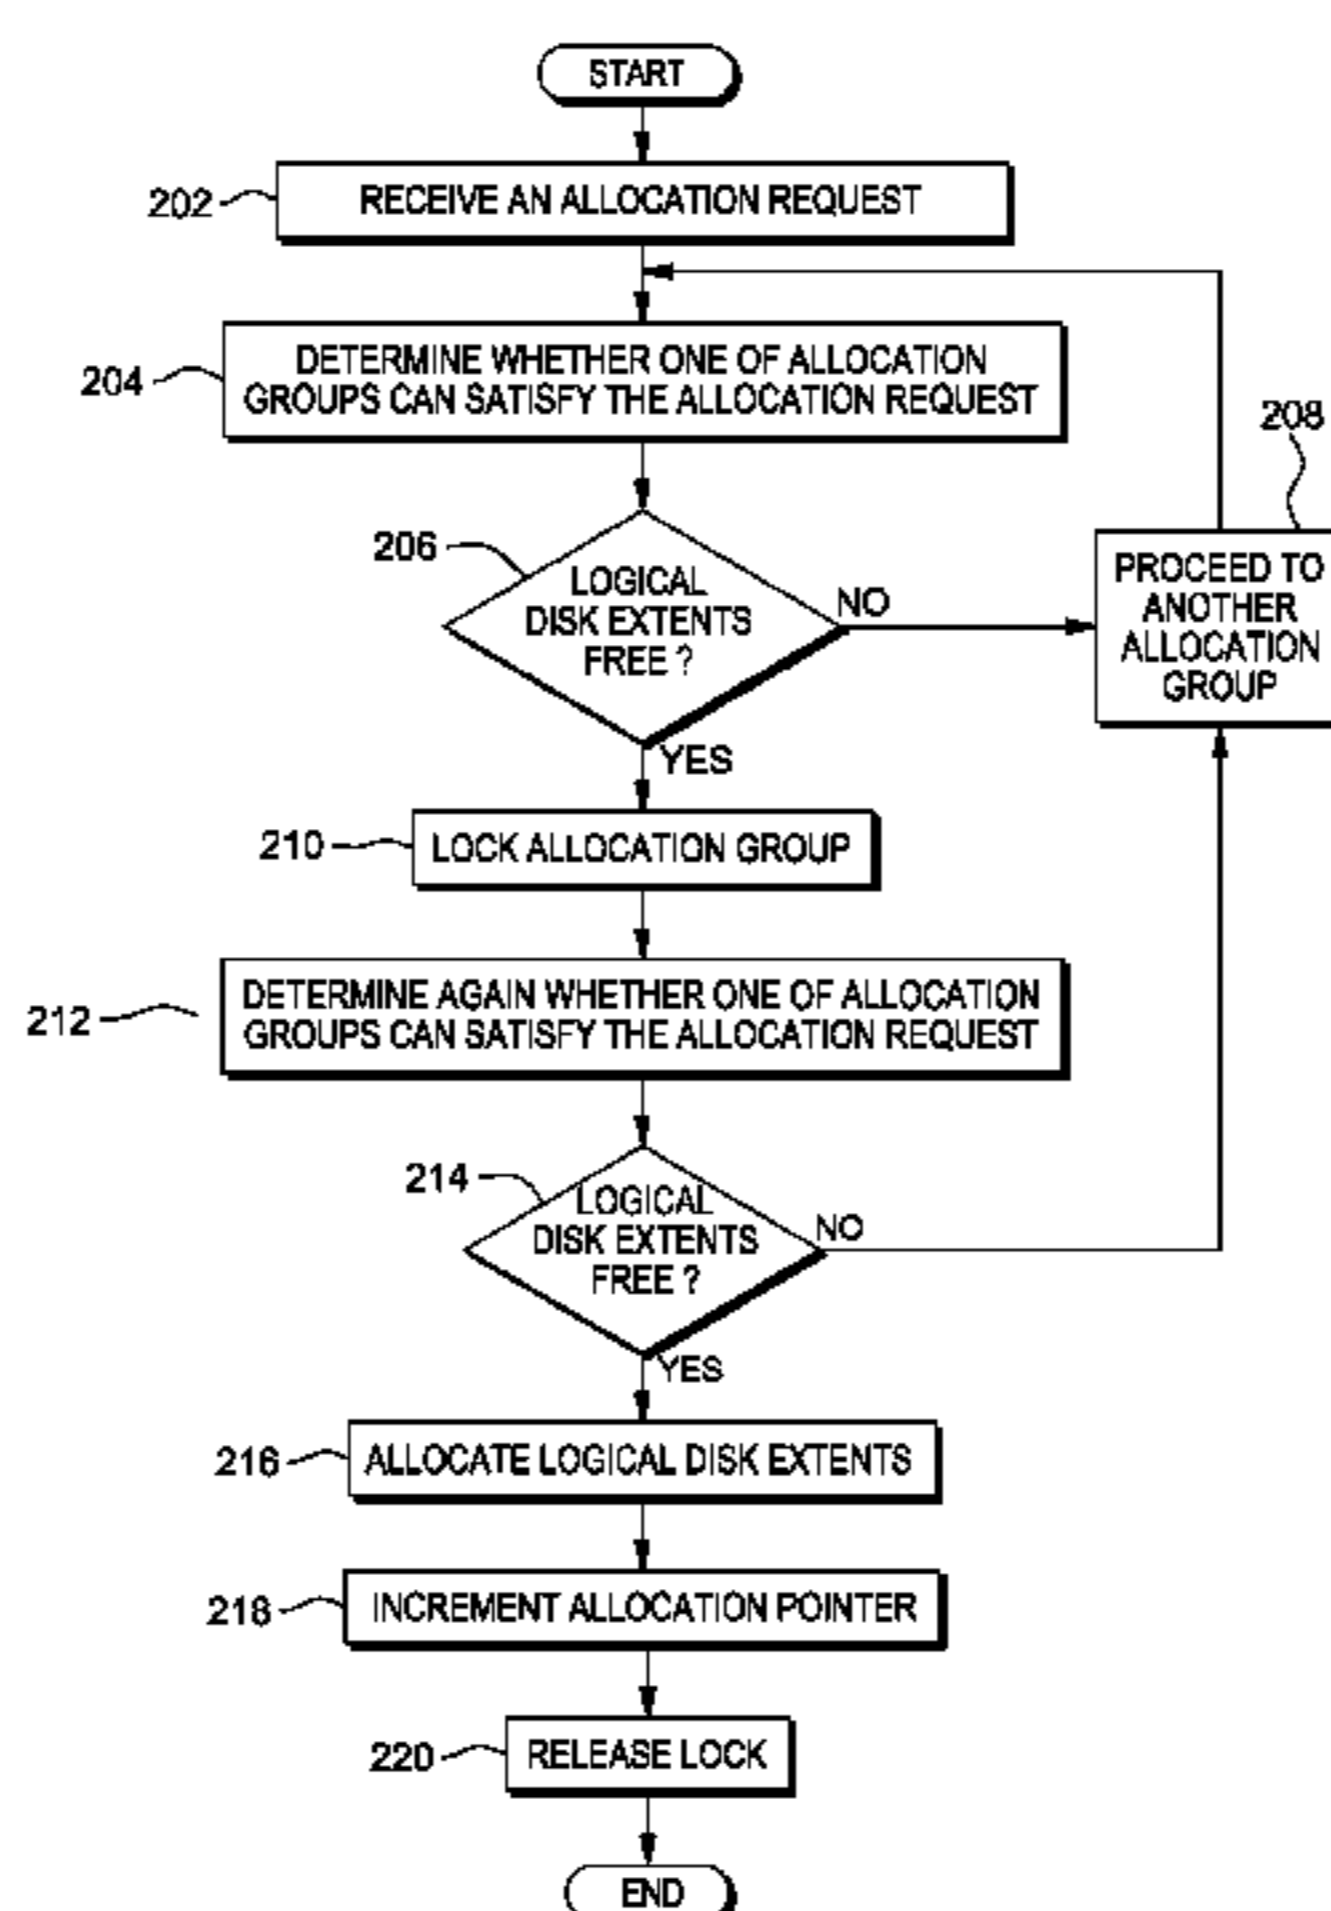 START
202
RECEIVE AN ALLOCATION REQUEST
204
DETERMINE WHETHER ONE OF ALLOCATION
GROUPS CAN SATISFY THE ALLOCATION REQUEST
206
LOGICAL
DISK EXTENTS
FREE ?
NO
208
PROCEED TO
ANOTHER
ALLOCATION
GROUP
YES
210
LOCK ALLOCATION GROUP
212
DETERMINE AGAIN WHETHER ONE OF ALLOCATION
GROUPS CAN SATISFY THE ALLOCATION REQUEST
214
LOGICAL
DISK EXTENTS
FREE ?
NO
YES
216
ALLOCATE LOGICAL DISK EXTENTS
218
INCREMENT ALLOCATION POINTER
220
RELEASE LOCK
END